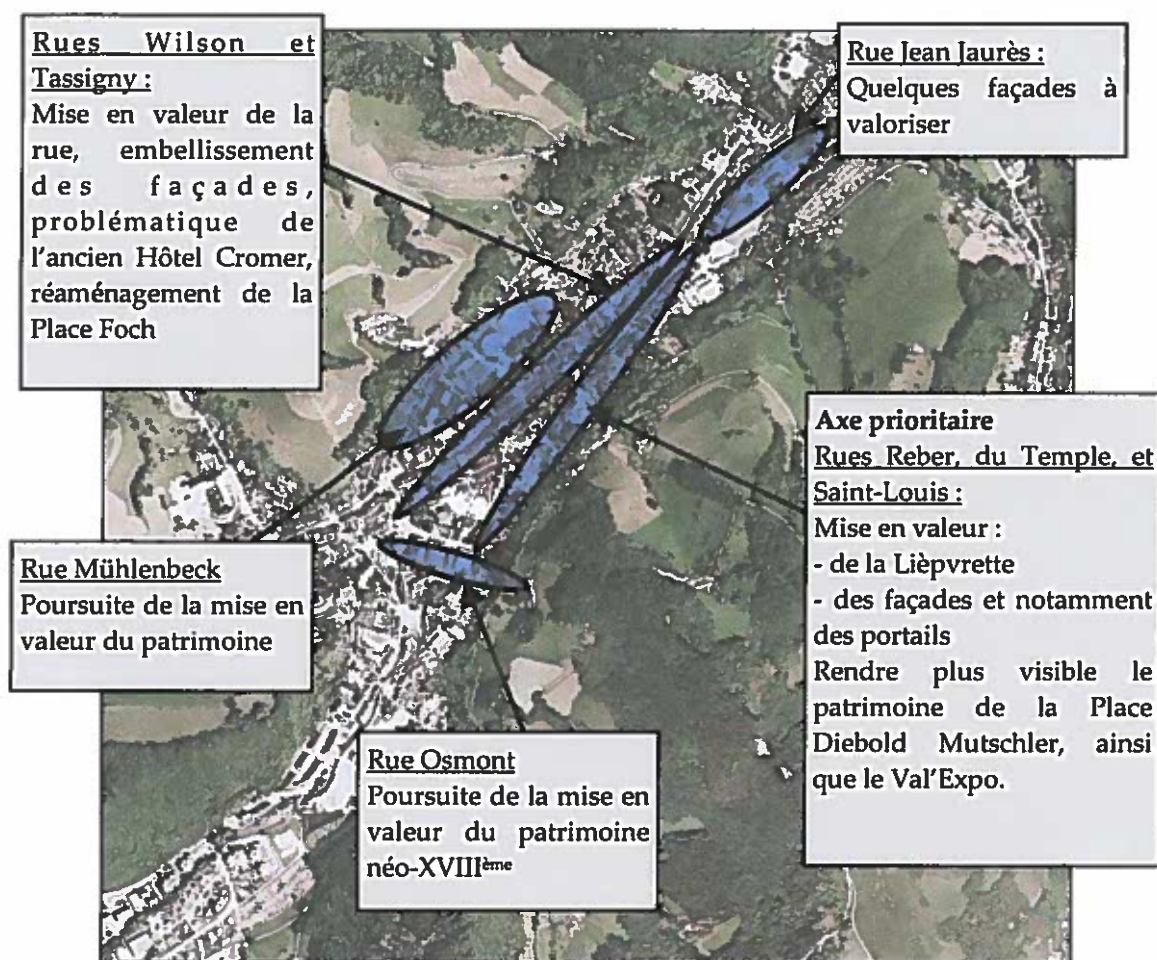 Rues Wilson et
Tassigny :
Mise en valeur de la
rue, embellissement
des façades,
problématique de
l'ancien Hôtel Cromer,
réaménagement de la
Place Foch
Rue Jean Jaurès :
Quelques façades à
valoriser
Axe prioritaire
Rues Reber, du Temple, et
Saint-Louis :
Mise en valeur :
- de la Lièpvrette
- des façades et notamment
des portails
Rendre plus visible le
patrimoine de la Place
Diebold Mutschler, ainsi
que le Val'Expo.
Rue Mühlenbeck
Poursuite de la mise en
valeur du patrimoine
Rue Osmont
Poursuite de la mise en
valeur du patrimoine
néo-XVIIIème